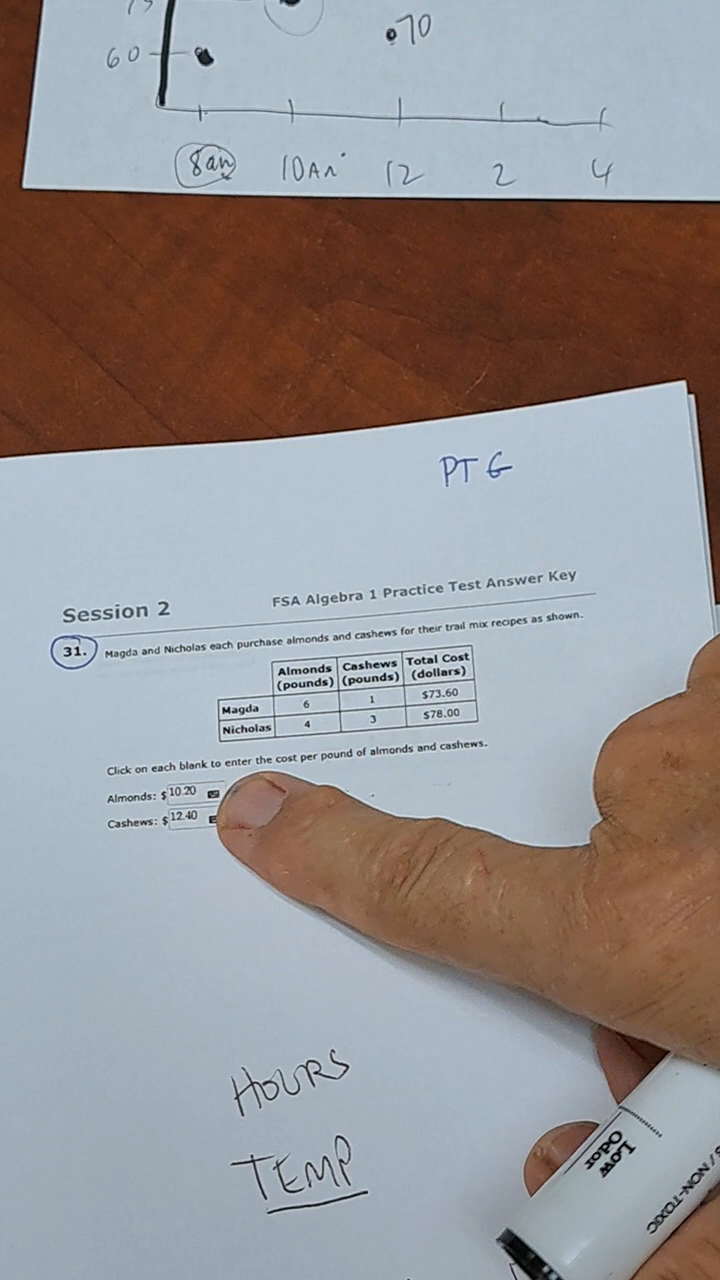 60
70
8am
10AM
12
2
4
PT 6
Session 2
FSA Algebra 1 Practice Test Answer Key
31.
Magda and Nicholas each purchase almonds and cashews for their trail mix recipes as shown.
Almonds (pounds) Cashews (pounds) Total Cost (dollars)
Magda 6 1 $73.60
Nicholas 4 3 $78.00
Click on each blank to enter the cost per pound of almonds and cashews.
Almonds: $ 10.20
Cashews: $ 12.40
HOURS
TEMP
Low Odor
/ NON-TOXIC